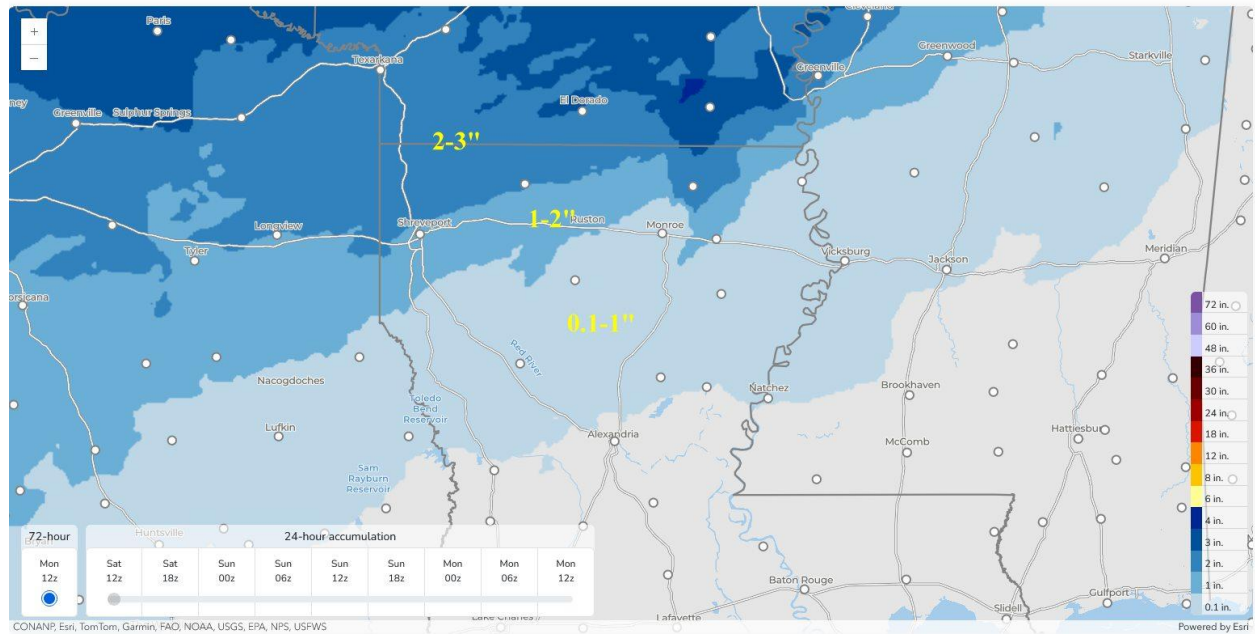 Cleveland
Paris
+
−
Greenwood
Texarkana
Starkville
Greenville
El Dorado
Greenville
Sulphur Springs
2-3"
1-2"
Ruston
Shreveport
Longview
Monroe
Tyler
Vicksburg
Jackson
Meridian
orsicana
0.1-1"
Red River
Nacogdoches
Natchez
Brookhaven
Toledo
Bend
Reservoir
Lufkin
Alexandria
Hattiesburg
McComb
Sam
Rayburn
Reservoir
Huntsville
Bryan
72 in.
60 in.
48 in.
36 in.
30 in.
24 in.
18 in.
12 in.
8 in.
6 in.
4 in.
3 in.
2 in.
1 in.
0.1 in.
72-hour
24-hour accumulation
Mon 12z
Sat 12z
Sat 18z
Sun 00z
Sun 06z
Sun 12z
Sun 18z
Mon 00z
Mon 06z
Mon 12z
Baton Rouge
Gulfport
Slidell
Lake Charles
Lafayette
CONANP, Esri, TomTom, Garmin, FAO, NOAA, USGS, EPA, NPS, USFWS
Powered by Esri